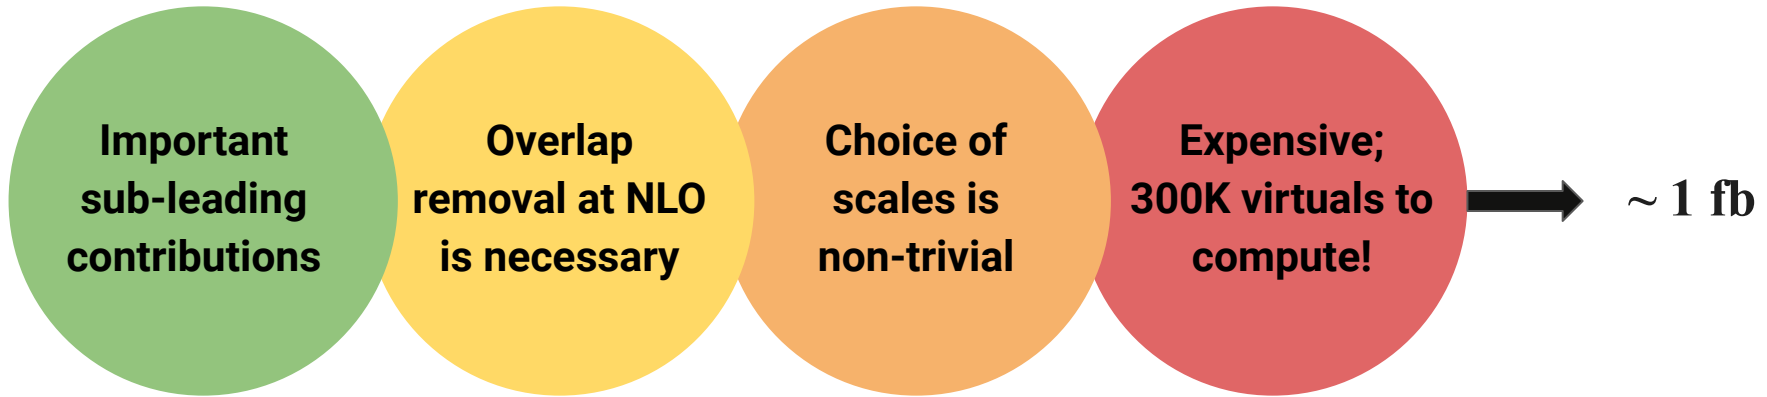 Important
sub-leading
contributions
Overlap
removal at NLO
is necessary
Choice of
scales is
non-trivial
Expensive;
300K virtuals to
compute!
~ 1 fb